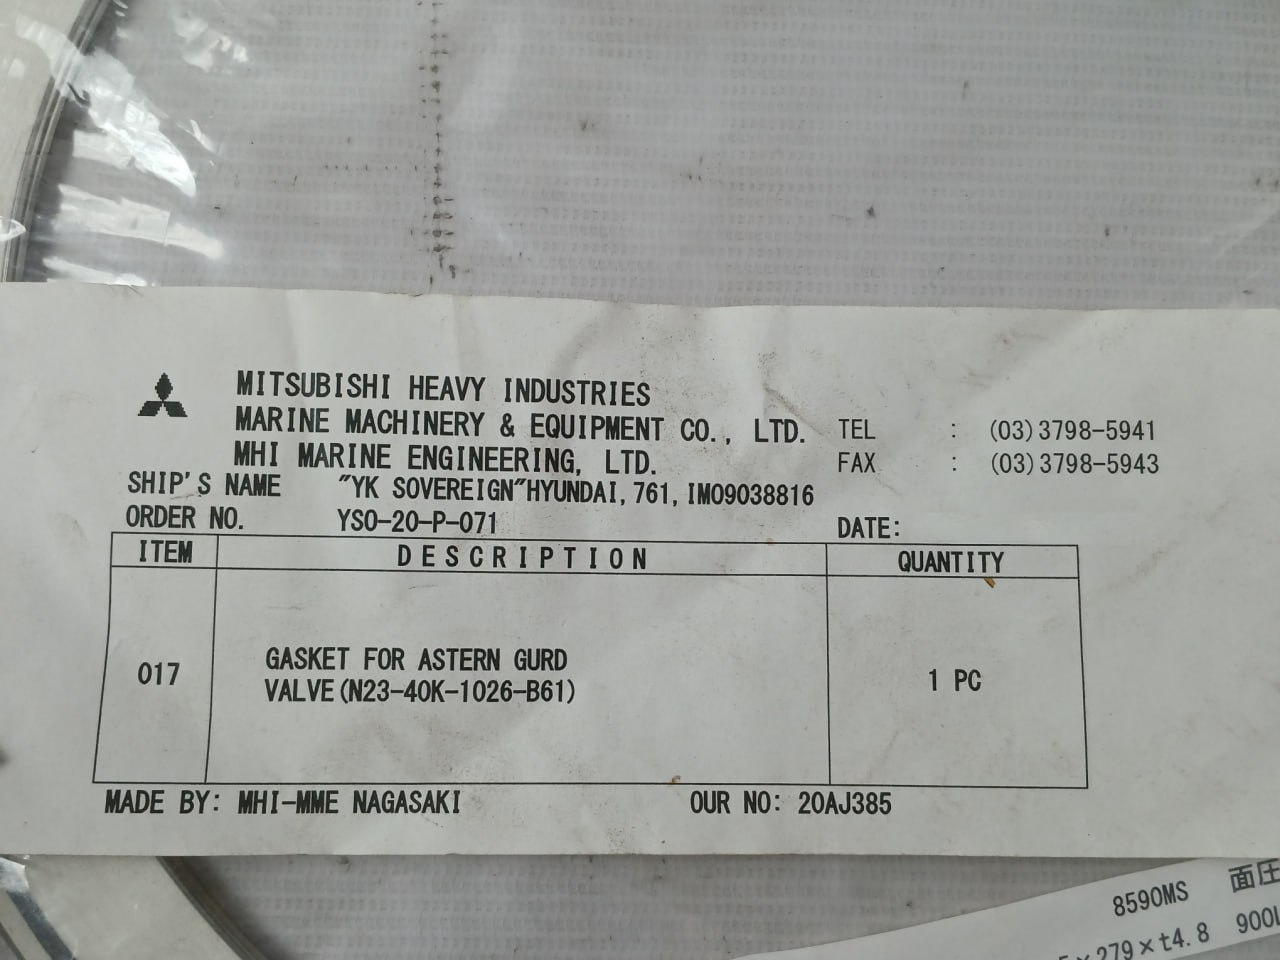 MITSUBISHI HEAVY INDUSTRIES
MARINE MACHINERY & EQUIPMENT CO., LTD. TEL : (03)3798-5941
MHI MARINE ENGINEERING, LTD. FAX : (03)3798-5943
SHIP'S NAME "YK SOVEREIGN"HYUNDAI,761,IMO9038816
ORDER NO. YSO-20-P-071 DATE:
ITEM DESCRIPTION QUANTITY
017 GASKET FOR ASTERN GURD
VALVE(N23-40K-1026-B61) 1 PC
MADE BY: MHI-MME NAGASAKI OUR NO: 20AJ385
8590MS 面圧
×279×t4.8 900